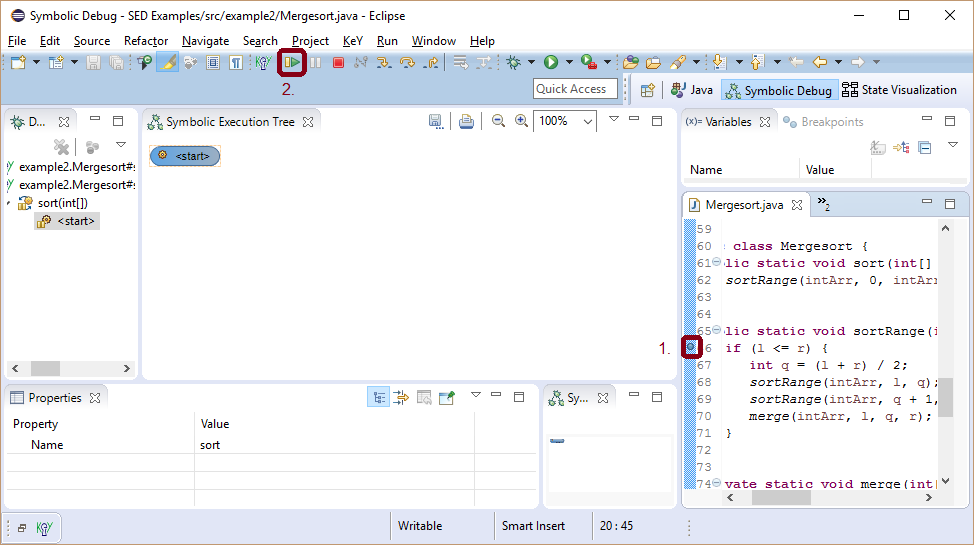 Symbolic Debug - SED Examples/src/example2/Mergesort.java - Eclipse
File Edit Source Refactor Navigate Search Project KeY Run Window Help
2.
Quick Access
Java Symbolic Debug State Visualization
D...
Symbolic Execution Tree
100%
(x)= Variables Breakpoints
<start>
example2.Mergesort#s
example2.Mergesort#s
sort(int[])
<start>
Name Value
Mergesort.java
»2
59
60 class Mergesort {
61 lic static void sort(int[]
62 sortRange(intArr, 0, intArr
63
64
65 lic static void sortRange(i
1.
6 if (l <= r) {
67 int q = (l + r) / 2;
68 sortRange(intArr, l, q);
69 sortRange(intArr, q + 1,
70 merge(intArr, l, q, r);
71 }
72
73
74 vate static void merge(int[
Properties
Sy...
Property Value
Name sort
KeY
Writable Smart Insert 20 : 45